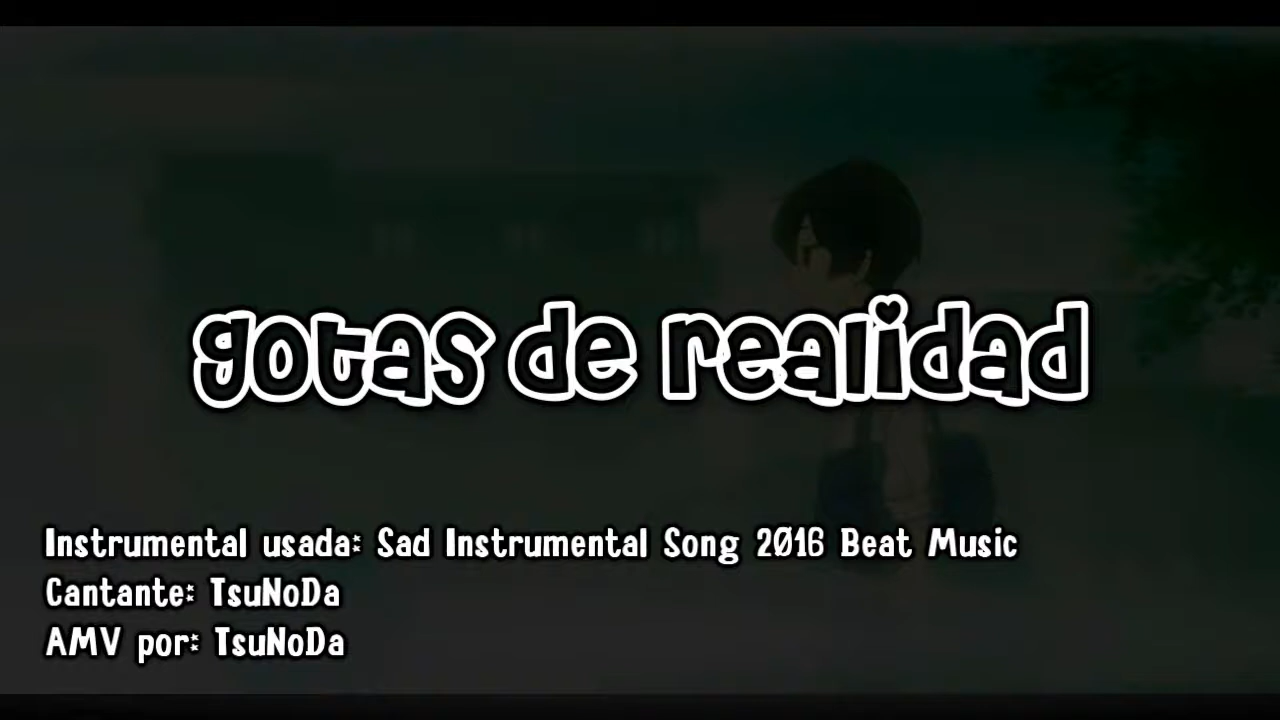 gotas de realidad
Instrumental usada: Sad Instrumental Song 2016 Beat Music
Cantante: TsuNoDa
AMV por: TsuNoDa